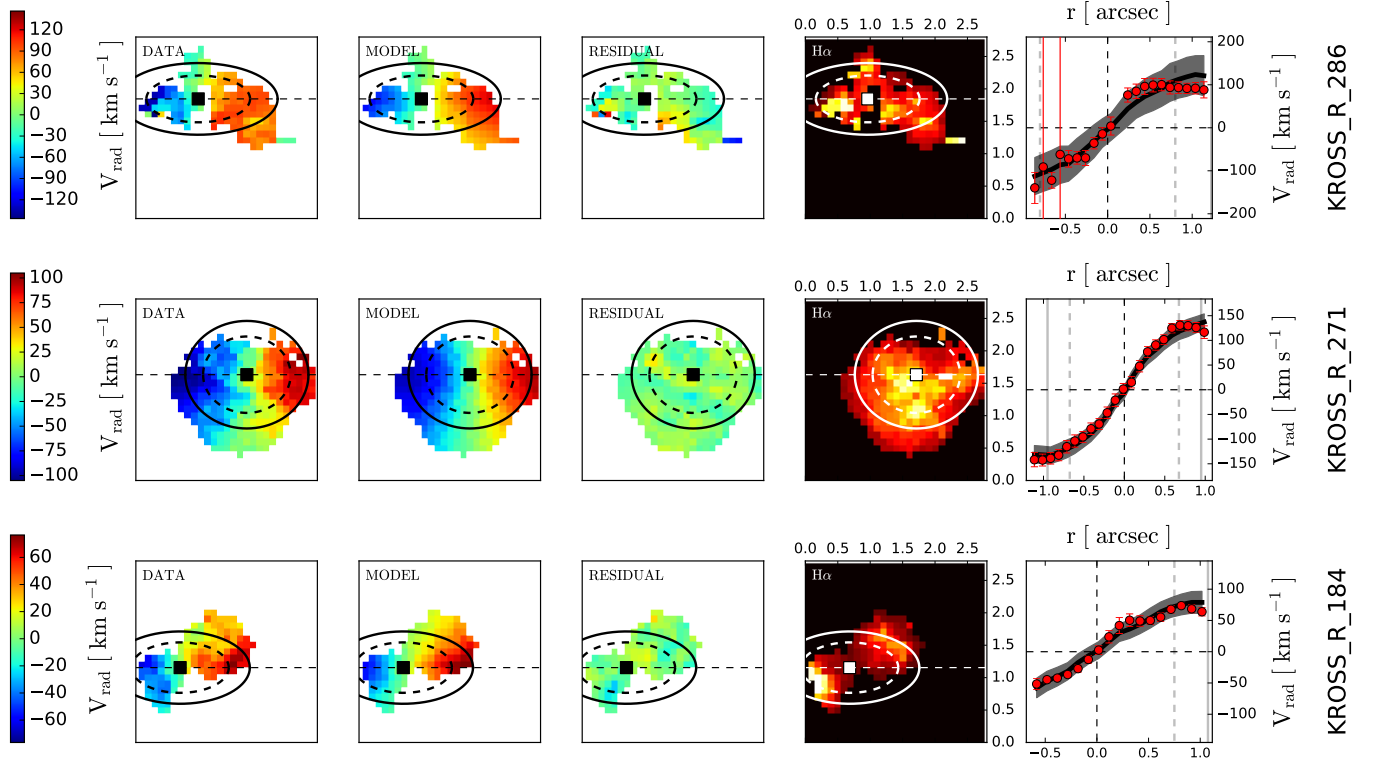 r [ arcsec ]
0.0 0.5 1.0 1.5 2.0 2.5
120
90
60
30
0
−30
−60
−90
−120
V_rad [ km s^−1 ]
DATA
MODEL
RESIDUAL
Hα
2.5
2.0
1.5
1.0
0.5
0.0
200
100
0
−100
−200
−0.5 0.0 0.5 1.0
V_rad [ km s^−1 ]
KROSS_R_286
r [ arcsec ]
0.0 0.5 1.0 1.5 2.0 2.5
100
75
50
25
0
−25
−50
−75
−100
V_rad [ km s^−1 ]
DATA
MODEL
RESIDUAL
Hα
2.5
2.0
1.5
1.0
0.5
0.0
150
100
50
0
−50
−100
−150
−1.0 −0.5 0.0 0.5 1.0
V_rad [ km s^−1 ]
KROSS_R_271
r [ arcsec ]
0.0 0.5 1.0 1.5 2.0 2.5
60
40
20
0
−20
−40
−60
V_rad [ km s^−1 ]
DATA
MODEL
RESIDUAL
Hα
2.5
2.0
1.5
1.0
0.5
0.0
100
50
0
−50
−100
−0.5 0.0 0.5 1.0
V_rad [ km s^−1 ]
KROSS_R_184